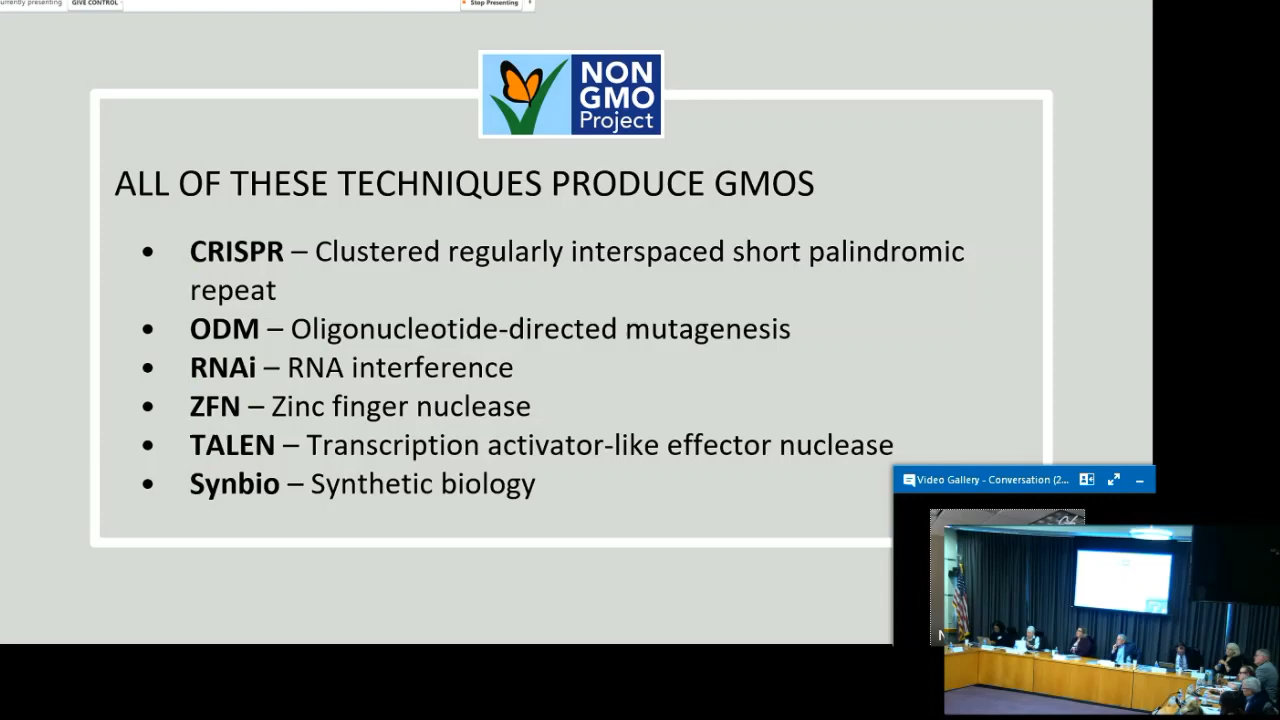 urrently presenting GIVE CONTROL Stop Presenting
NON
GMO
Project
ALL OF THESE TECHNIQUES PRODUCE GMOS
• CRISPR – Clustered regularly interspaced short palindromic
repeat
• ODM – Oligonucleotide-directed mutagenesis
• RNAi – RNA interference
• ZFN – Zinc finger nuclease
• TALEN – Transcription activator-like effector nuclease
• Synbio – Synthetic biology
Video Gallery - Conversation (2...